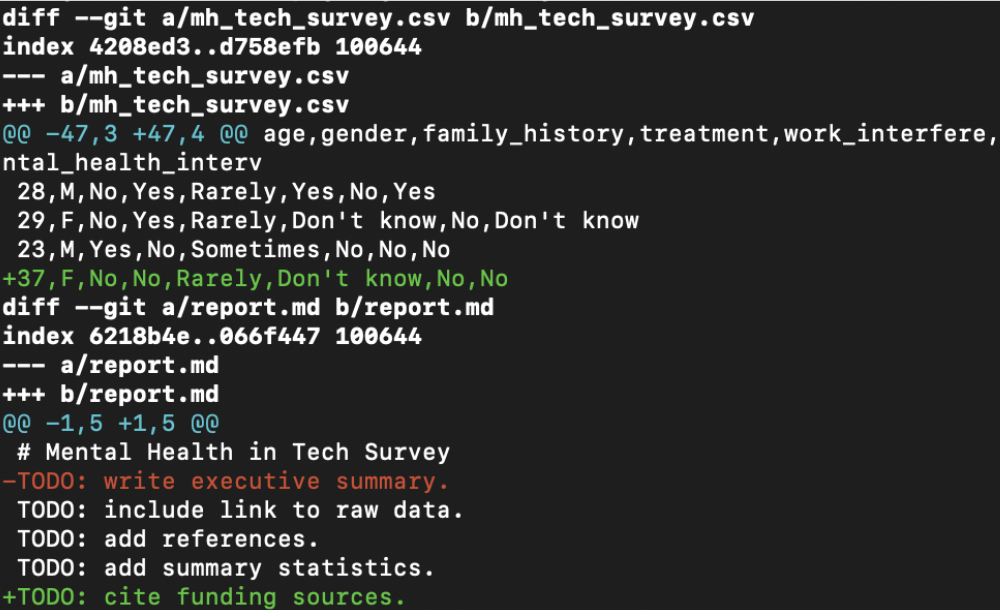 diff --git a/mh_tech_survey.csv b/mh_tech_survey.csv
index 4208ed3..d758efb 100644
--- a/mh_tech_survey.csv
+++ b/mh_tech_survey.csv
@@ -47,3 +47,4 @@ age,gender,family_history,treatment,work_interfere,
ntal_health_interv
 28,M,No,Yes,Rarely,Yes,No,Yes
 29,F,No,Yes,Rarely,Don't know,No,Don't know
 23,M,Yes,No,Sometimes,No,No,No
+37,F,No,No,Rarely,Don't know,No,No
diff --git a/report.md b/report.md
index 6218b4e..066f447 100644
--- a/report.md
+++ b/report.md
@@ -1,5 +1,5 @@
 # Mental Health in Tech Survey
-TODO: write executive summary.
 TODO: include link to raw data.
 TODO: add references.
 TODO: add summary statistics.
+TODO: cite funding sources.